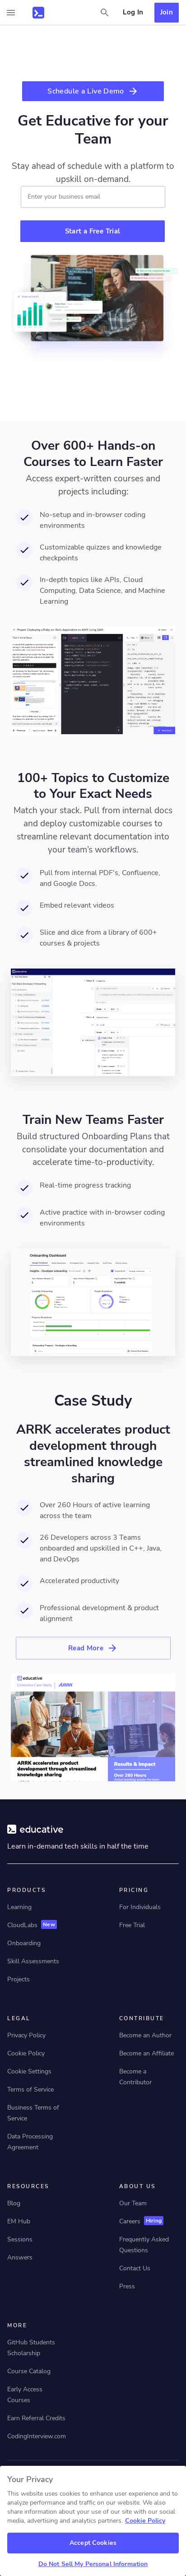 Log In
Join
Schedule a Live Demo
Get Educative for your
Team
Stay ahead of schedule with a platform to
upskill on-demand.
Enter your business email
Start a Free Trial
Over 600+ Hands-on
Courses to Learn Faster
Access expert-written courses and
projects including:
No-setup and in-browser coding
environments
Customizable quizzes and knowledge
checkpoints
In-depth topics like APIs, Cloud
Computing, Data Science, and Machine
Learning
100+ Topics to Customize
to Your Exact Needs
Match your stack. Pull from internal docs
and deploy customizable courses to
streamline relevant documentation within
your team's workflows.
Pull from internal PDF's, Confluence,
and Google Docs.
Embed relevant videos
Slice and dice from a library of 600+
courses & projects
Train New Teams Faster
Build structured Onboarding Plans that
consolidate your documentation and
accelerate time-to-productivity.
Real-time progress tracking
Active practice with in-browser coding
environments
Onboarding Dashboard
Case Study
ARRK accelerates product
development through
streamlined knowledge
sharing
Over 260 Hours of active learning
across the team
26 Developers across 3 Teams
onboarded and upskilled in C++, Java,
and DevOps
Accelerated productivity
Professional development & product
alignment
Read More
educative
ARRK
ARRK accelerates product
development through streamlined
knowledge sharing
Results & Impact
educative
Learn in-demand tech skills in half the time
PRODUCTS
Learning
CloudLabs New
Onboarding
Skill Assessments
Projects
PRICING
For Individuals
Free Trial
LEGAL
Privacy Policy
Cookie Policy
Cookie Settings
Terms of Service
Business Terms of
Service
Data Processing
Agreement
CONTRIBUTE
Become an Author
Become an Affiliate
Become a
Contributor
RESOURCES
Blog
EM Hub
Sessions
Answers
ABOUT US
Our Team
Careers Hiring
Frequently Asked
Questions
Contact Us
Press
MORE
GitHub Students
Scholarship
Course Catalog
Early Access
Courses
Earn Referral Credits
CodingInterview.com
Your Privacy
This website uses cookies to enhance user experience and to
analyze performance and traffic on our website. We also
share information about your use of our site with our social
media, advertising and analytics partners. Cookie Policy
Accept Cookies
Do Not Sell My Personal Information